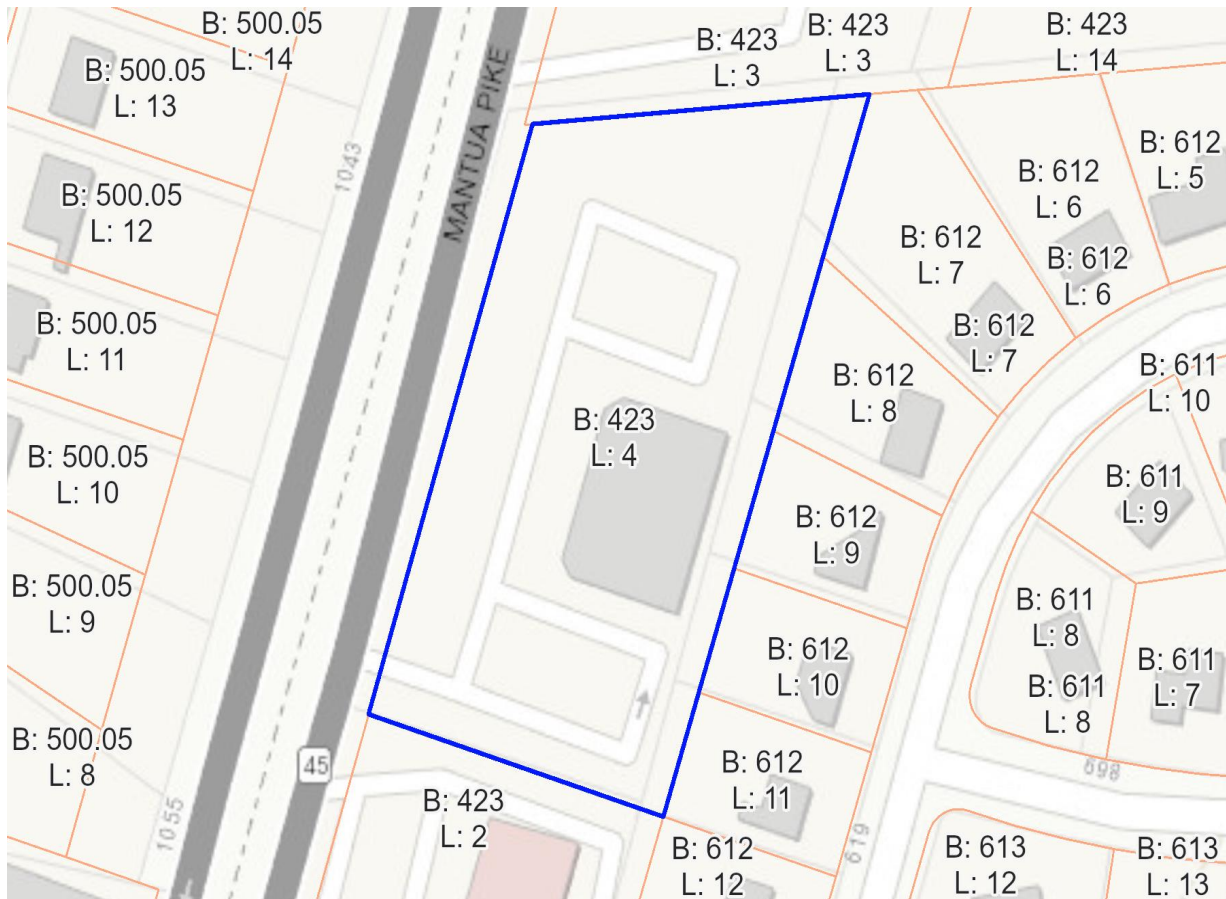 B: 500.05
L: 14
B: 500.05
L: 13
B: 423
L: 3
B: 423
L: 3
B: 423
L: 14
MANTUA PIKE
1043
B: 612
L: 5
B: 612
L: 6
B: 500.05
L: 12
B: 612
L: 7
B: 612
L: 6
B: 500.05
L: 11
B: 612
L: 7
B: 611
L: 10
B: 612
L: 8
B: 423
L: 4
B: 500.05
L: 10
B: 611
L: 9
B: 612
L: 9
B: 500.05
L: 9
B: 611
L: 8
B: 612
L: 10
B: 611
L: 7
B: 611
L: 8
B: 500.05
L: 8
45
698
B: 612
L: 11
B: 423
L: 2
1055
619
B: 612
L: 12
B: 613
L: 12
B: 613
L: 13